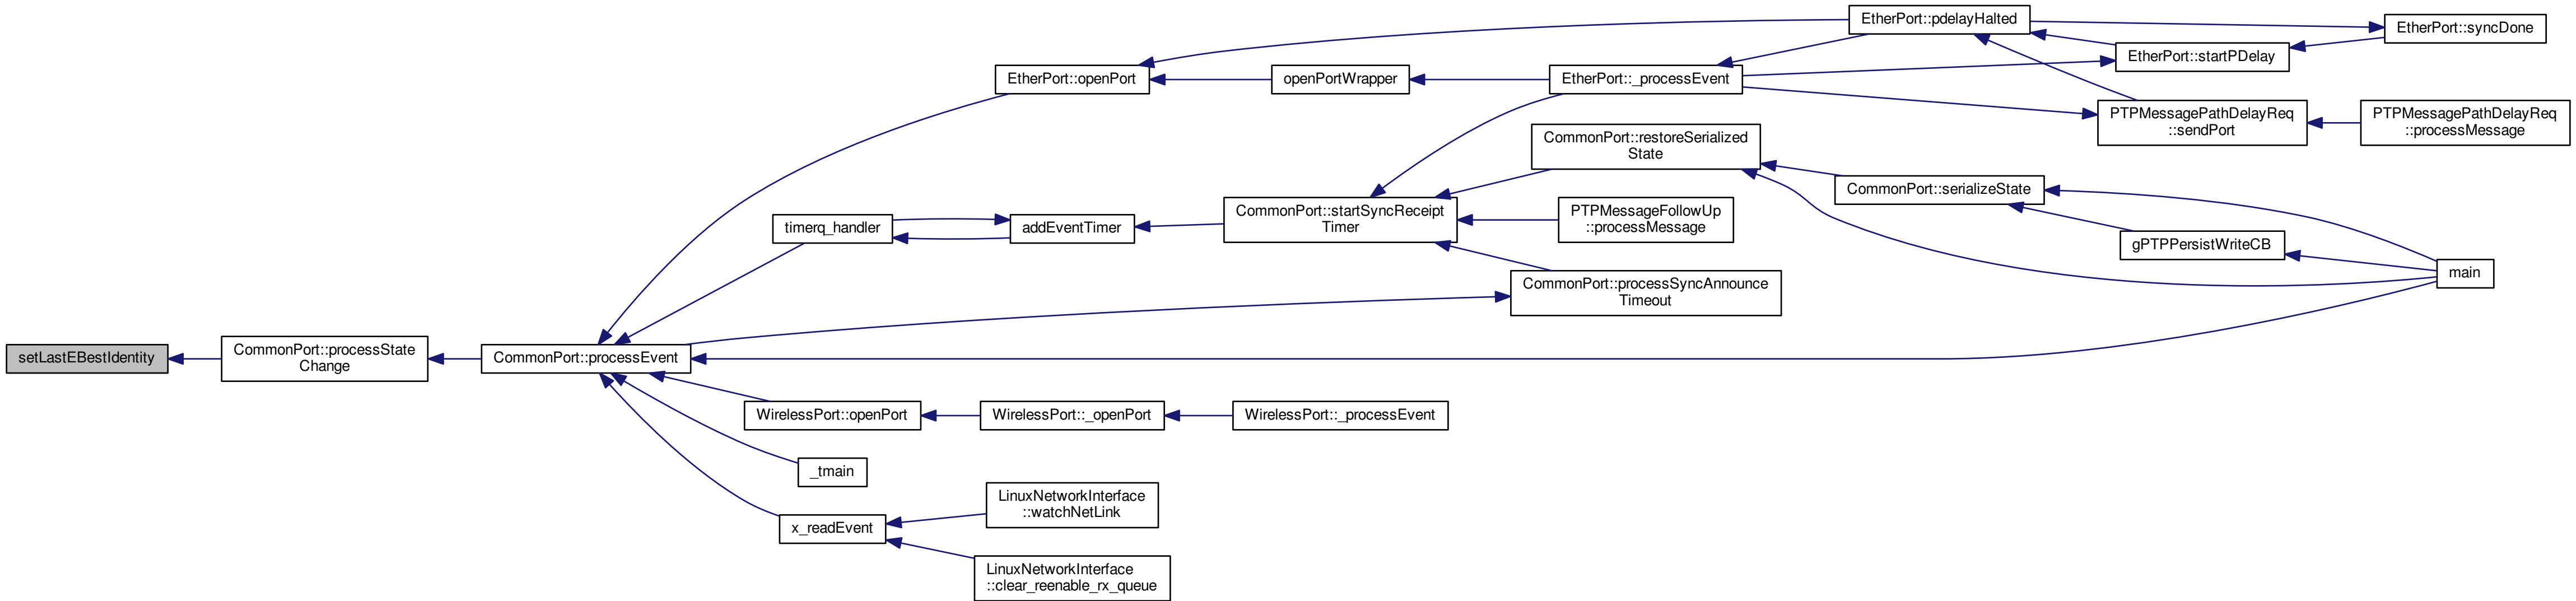 setLastEBestIdentity
CommonPort::processState
Change
CommonPort::processEvent
EtherPort::openPort
openPortWrapper
EtherPort::_processEvent
EtherPort::pdelayHalted
EtherPort::syncDone
EtherPort::startPDelay
PTPMessagePathDelayReq
::sendPort
PTPMessagePathDelayReq
::processMessage
timerq_handler
addEventTimer
CommonPort::startSyncReceipt
Timer
CommonPort::restoreSerialized
State
CommonPort::serializeState
gPTPPersistWriteCB
main
PTPMessageFollowUp
::processMessage
CommonPort::processSyncAnnounce
Timeout
WirelessPort::openPort
WirelessPort::_openPort
WirelessPort::_processEvent
_tmain
x_readEvent
LinuxNetworkInterface
::watchNetLink
LinuxNetworkInterface
::clear_reenable_rx_queue